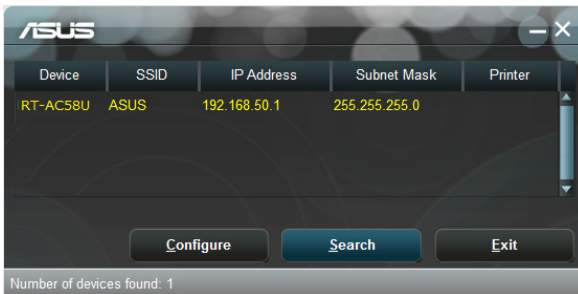 ASUS
Device SSID IP Address Subnet Mask Printer
RT-AC58U ASUS 192.168.50.1 255.255.255.0
Configure Search Exit
Number of devices found: 1